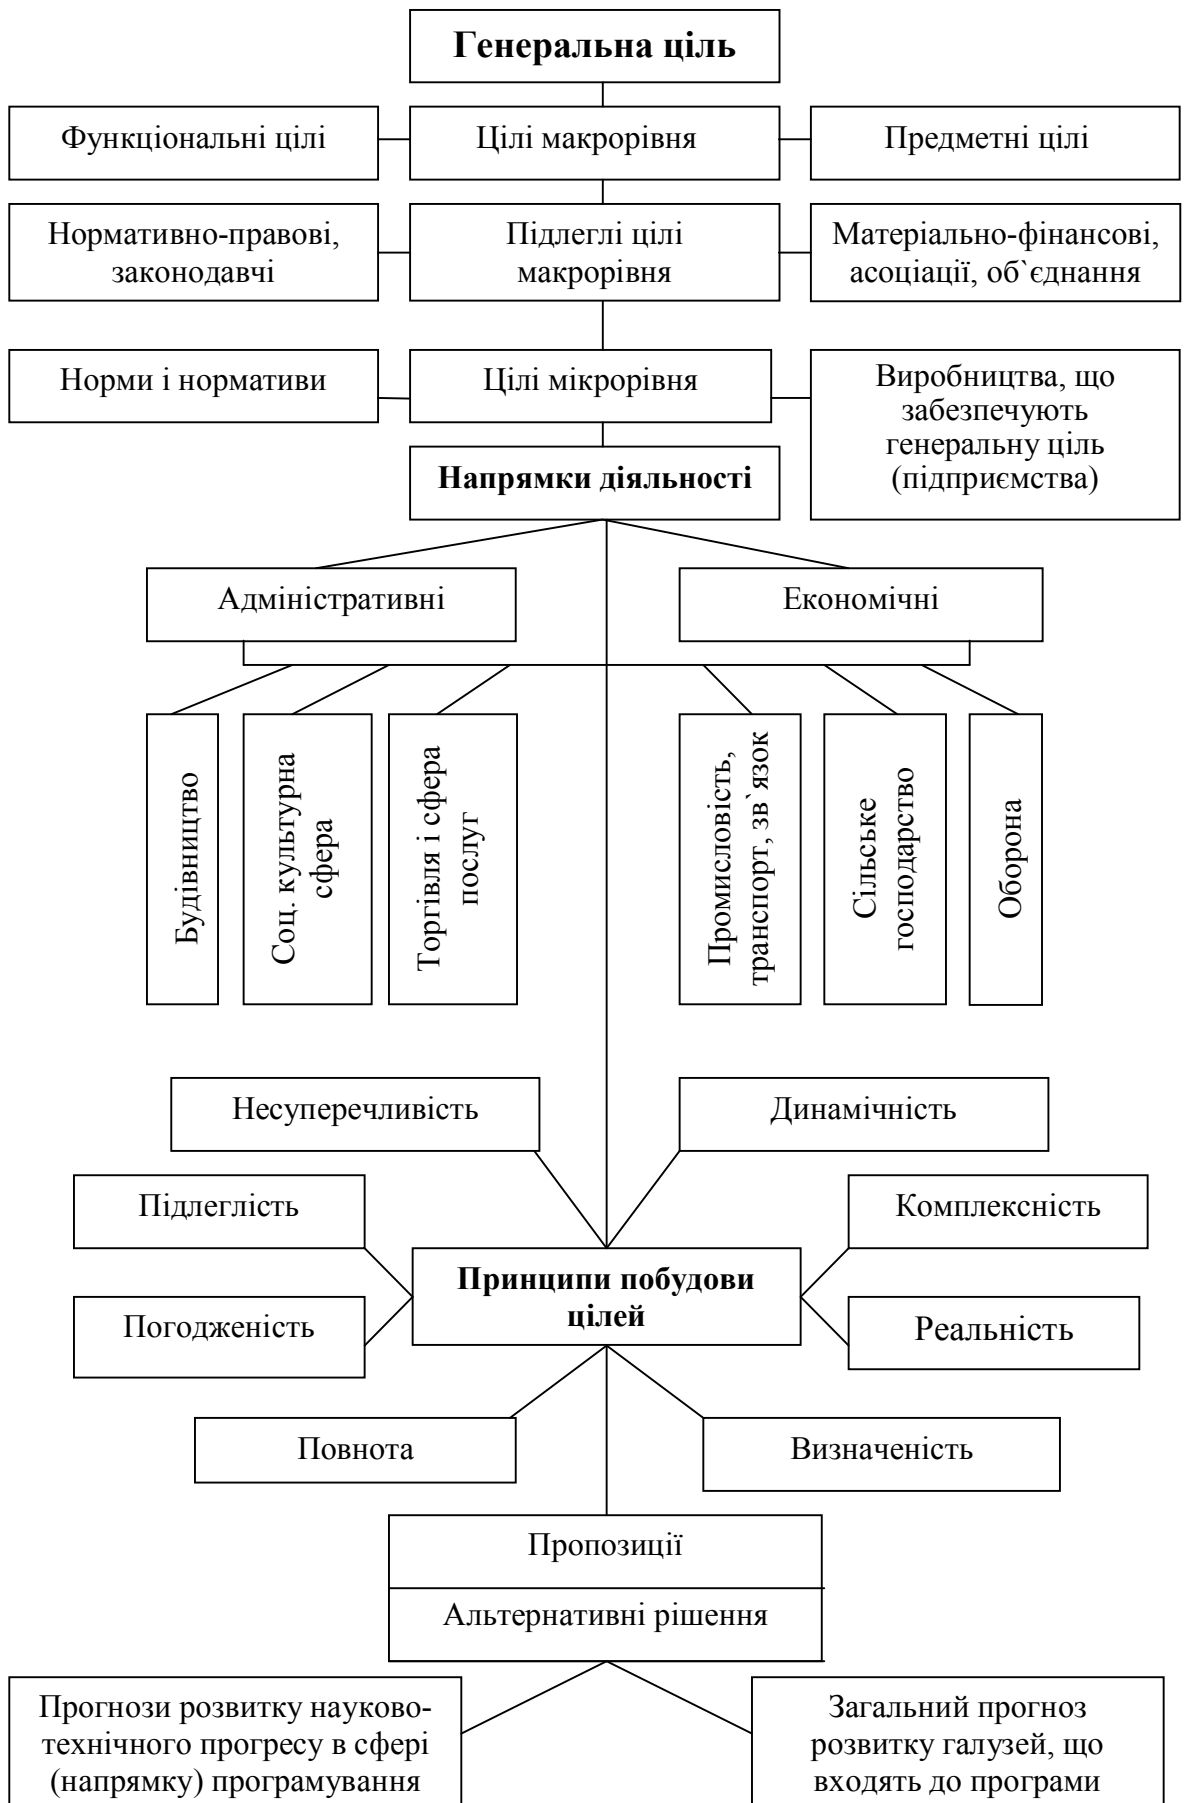 Генеральна ціль
Функціональні цілі
Цілі макрорівня
Предметні цілі
Нормативно-правові,
законодавчі
Підлеглі цілі
макрорівня
Матеріально-фінансові,
асоціації, об`єднання
Норми і нормативи
Цілі мікрорівня
Виробництва, що
забезпечують
генеральну ціль
(підприємства)
Напрямки діяльності
Адміністративні
Економічні
Будівництво
Соц. культурна
сфера
Торгівля і сфера
послуг
Промисловість,
транспорт, зв`язок
Сільське
господарство
Оборона
Несуперечливість
Динамічність
Підлеглість
Комплексність
Принципи побудови
цілей
Погодженість
Реальність
Повнота
Визначеність
Пропозиції
Альтернативні рішення
Прогнози розвитку науково-
технічного прогресу в сфері
(напрямку) програмування
Загальний прогноз
розвитку галузей, що
входять до програми